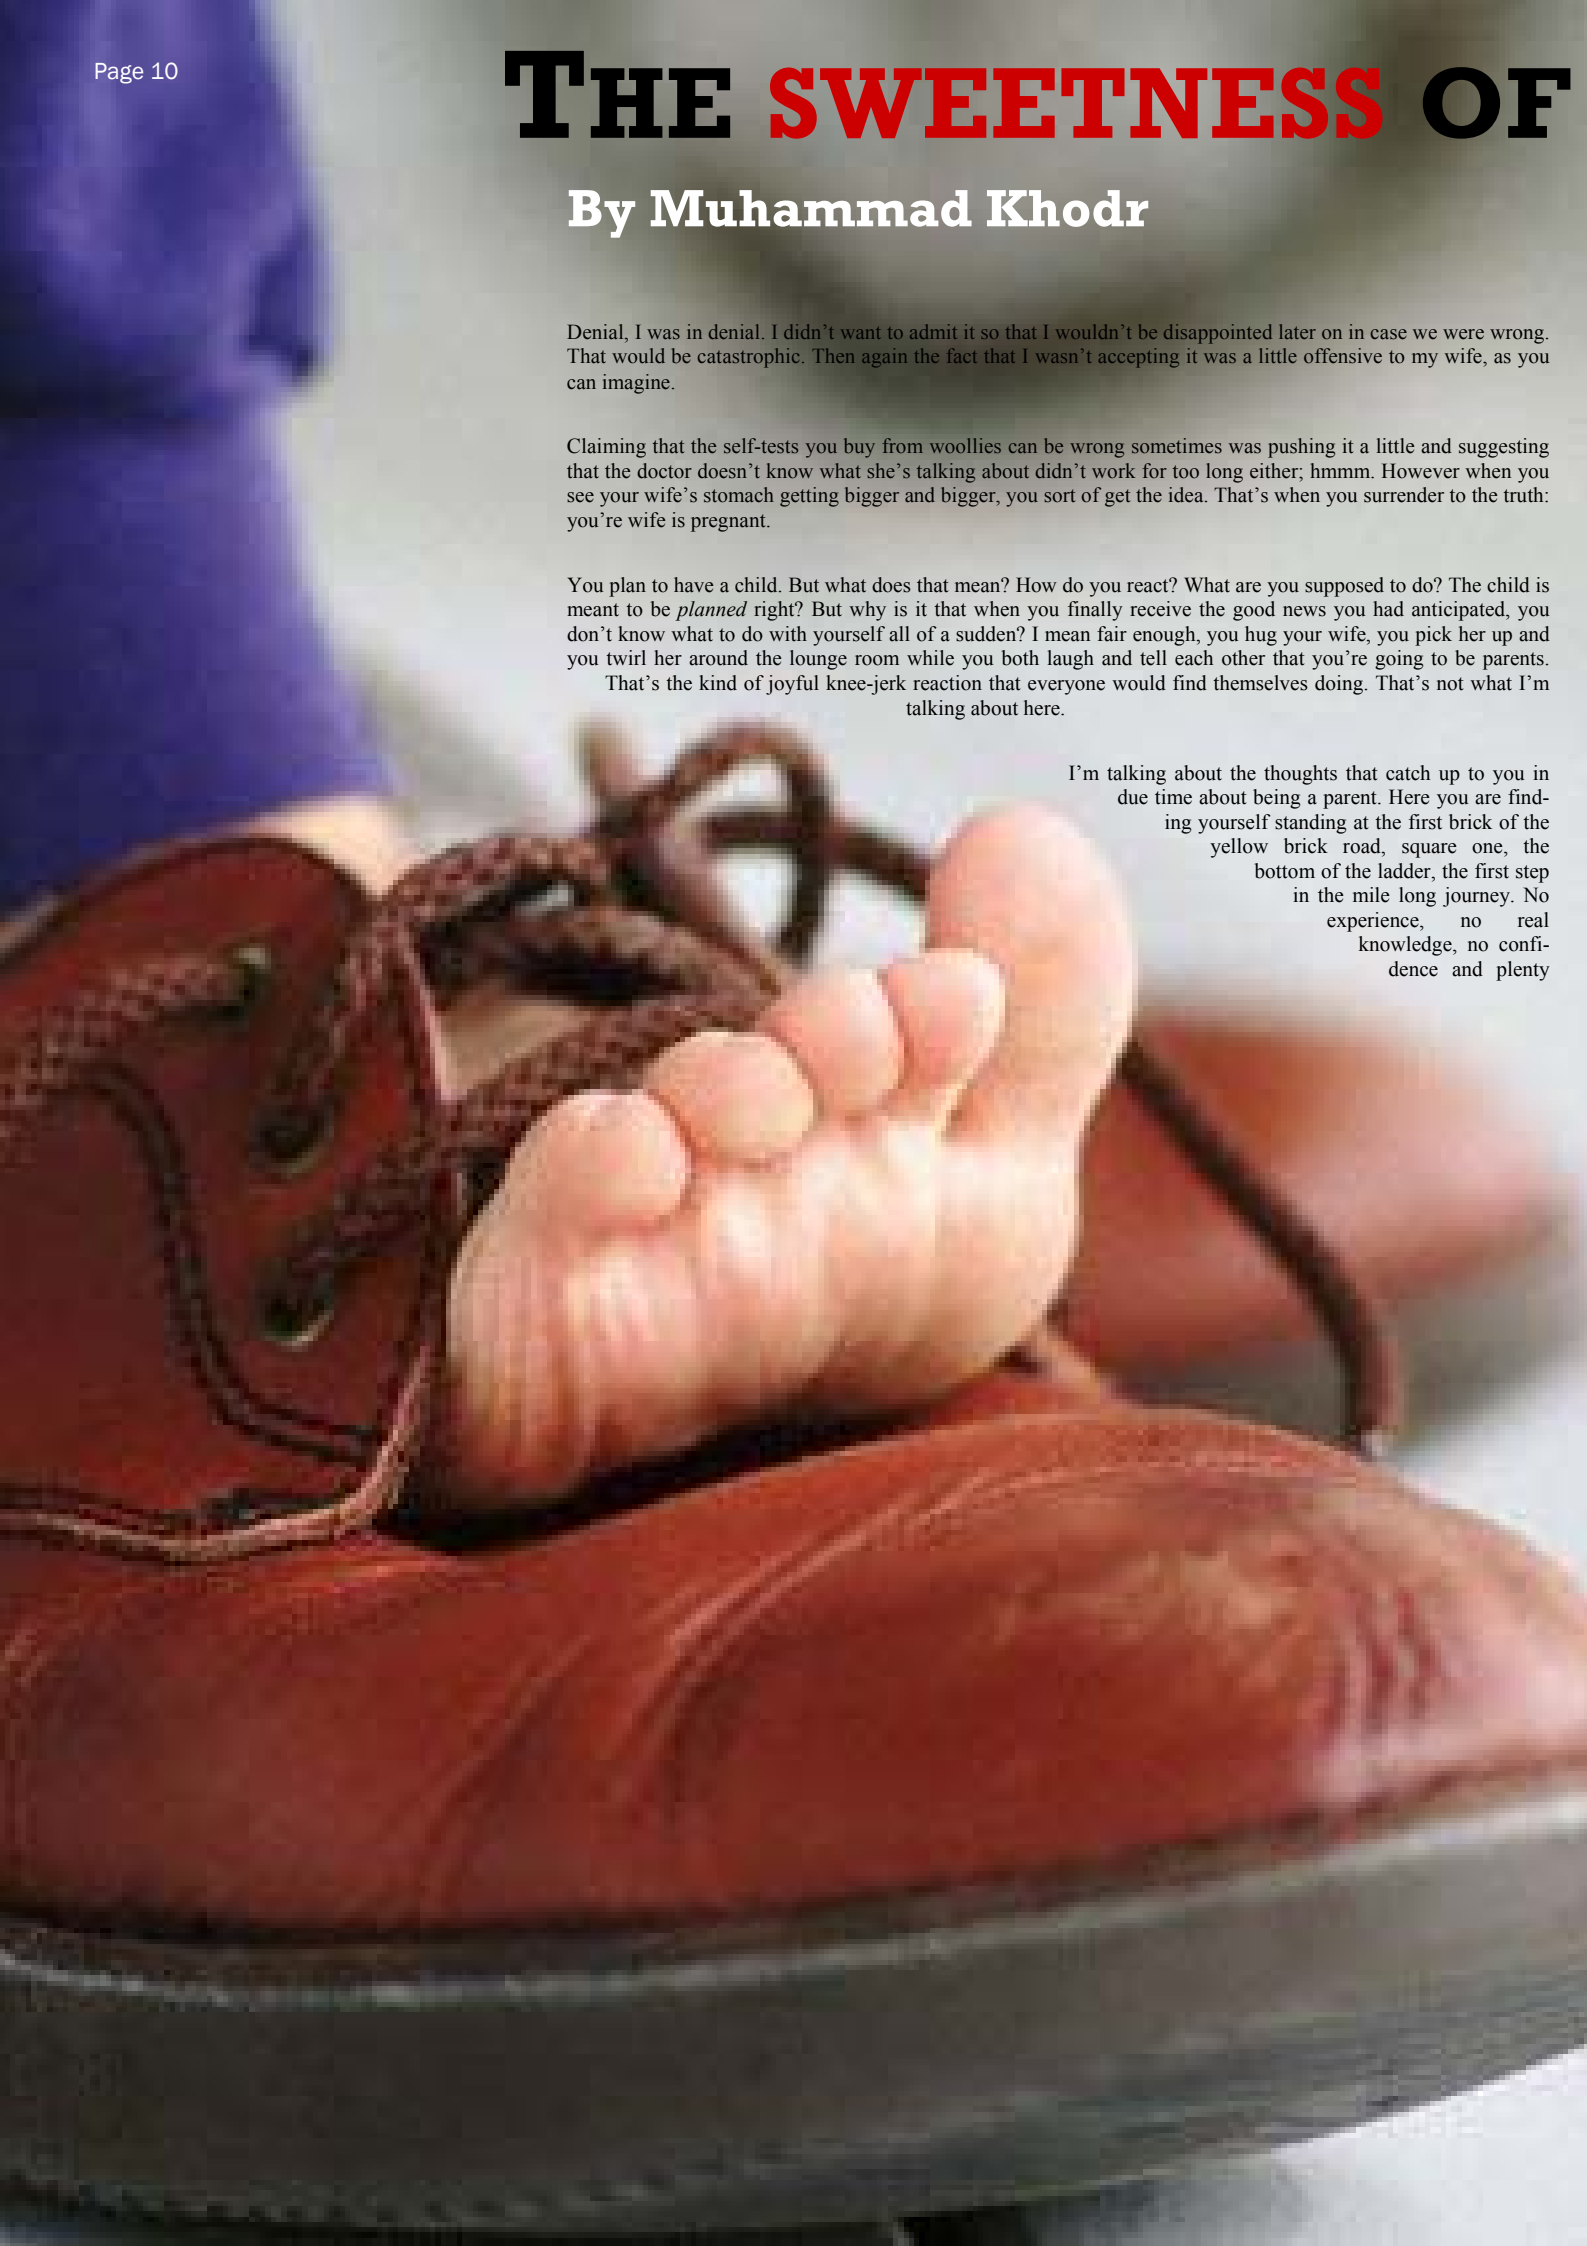 Page 10
THE SWEETNESS OF
By Muhammad Khodr
Denial, I was in denial. I didn’t want to admit it so that I wouldn’t be disappointed later on in case we were wrong.
That would be catastrophic. Then again the fact that I wasn’t accepting it was a little offensive to my wife, as you
can imagine.
Claiming that the self-tests you buy from woollies can be wrong sometimes was pushing it a little and suggesting
that the doctor doesn’t know what she’s talking about didn’t work for too long either; hmmm. However when you
see your wife’s stomach getting bigger and bigger, you sort of get the idea. That’s when you surrender to the truth:
you’re wife is pregnant.
You plan to have a child. But what does that mean? How do you react? What are you supposed to do? The child is
meant to be planned right? But why is it that when you finally receive the good news you had anticipated, you
don’t know what to do with yourself all of a sudden? I mean fair enough, you hug your wife, you pick her up and
you twirl her around the lounge room while you both laugh and tell each other that you’re going to be parents.
That’s the kind of joyful knee-jerk reaction that everyone would find themselves doing. That’s not what I’m
talking about here.
I’m talking about the thoughts that catch up to you in
due time about being a parent. Here you are find-
ing yourself standing at the first brick of the
yellow brick road, square one, the
bottom of the ladder, the first step
in the mile long journey. No
experience, no real
knowledge, no confi-
dence and plenty